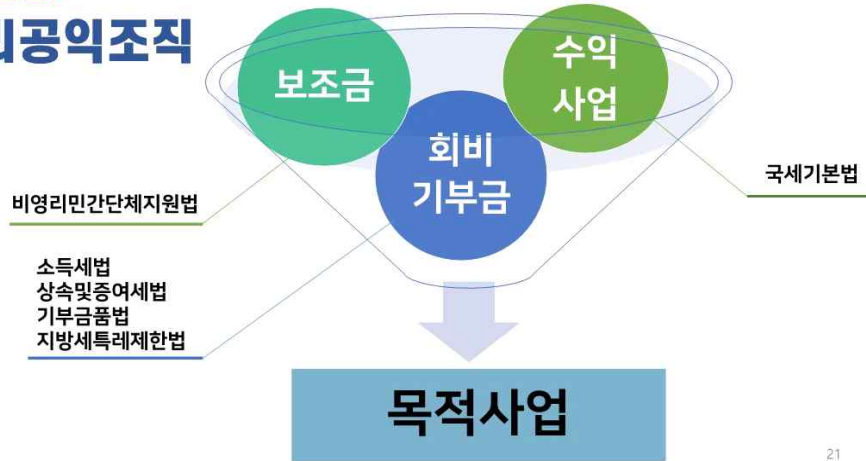 공익조직
보조금
수익
사업
회비
기부금
국세기본법
비영리민간단체지원법
소득세법
상속및증여세법
기부금품법
지방세특례제한법
목적사업
21